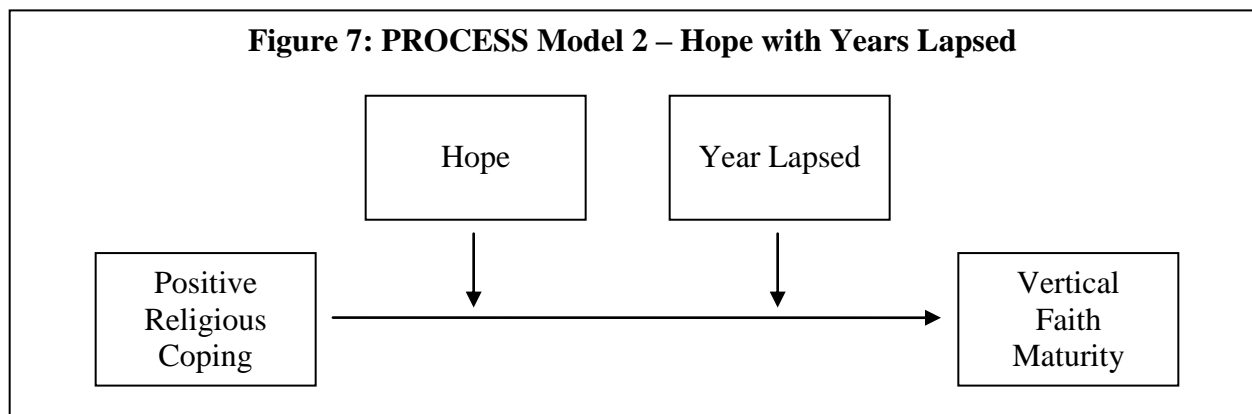 Figure 7: PROCESS Model 2 – Hope with Years Lapsed
Hope
Year Lapsed
Positive
Religious
Coping
Vertical
Faith
Maturity